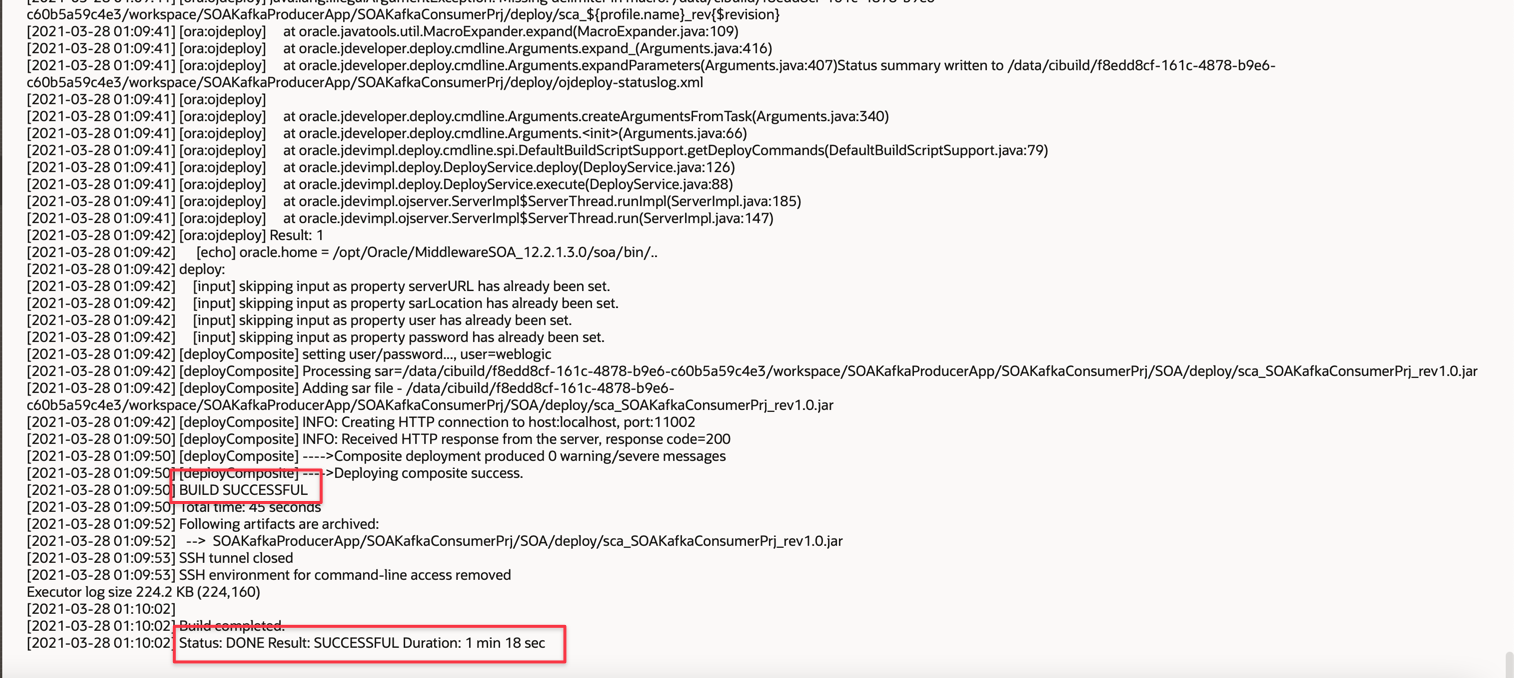 c60b5a59c4e3/workspace/SOAKafkaProducerApp/SOAKafkaConsumerPrj/deploy/sca_${profile.name}_rev{$revision}
[2021-03-28 01:09:41] [ora:ojdeploy]     at oracle.javatools.util.MacroExpander.expand(MacroExpander.java:109)
[2021-03-28 01:09:41] [ora:ojdeploy]     at oracle.jdeveloper.deploy.cmdline.Arguments.expand_(Arguments.java:416)
[2021-03-28 01:09:41] [ora:ojdeploy]     at oracle.jdeveloper.deploy.cmdline.Arguments.expandParameters(Arguments.java:407)Status summary written to /data/cibuild/f8edd8cf-161c-4878-b9e6-
c60b5a59c4e3/workspace/SOAKafkaProducerApp/SOAKafkaConsumerPrj/deploy/ojdeploy-statuslog.xml
[2021-03-28 01:09:41] [ora:ojdeploy]
[2021-03-28 01:09:41] [ora:ojdeploy]     at oracle.jdeveloper.deploy.cmdline.Arguments.createArgumentsFromTask(Arguments.java:340)
[2021-03-28 01:09:41] [ora:ojdeploy]     at oracle.jdeveloper.deploy.cmdline.Arguments.<init>(Arguments.java:66)
[2021-03-28 01:09:41] [ora:ojdeploy]     at oracle.jdevimpl.deploy.cmdline.spi.DefaultBuildScriptSupport.getDeployCommands(DefaultBuildScriptSupport.java:79)
[2021-03-28 01:09:41] [ora:ojdeploy]     at oracle.jdevimpl.deploy.DeployService.deploy(DeployService.java:126)
[2021-03-28 01:09:41] [ora:ojdeploy]     at oracle.jdevimpl.deploy.DeployService.execute(DeployService.java:88)
[2021-03-28 01:09:41] [ora:ojdeploy]     at oracle.jdevimpl.ojserver.ServerImpl$ServerThread.runImpl(ServerImpl.java:185)
[2021-03-28 01:09:41] [ora:ojdeploy]     at oracle.jdevimpl.ojserver.ServerImpl$ServerThread.run(ServerImpl.java:147)
[2021-03-28 01:09:42] [ora:ojdeploy] Result: 1
[2021-03-28 01:09:42]      [echo] oracle.home = /opt/Oracle/MiddlewareSOA_12.2.1.3.0/soa/bin/..
[2021-03-28 01:09:42] deploy:
[2021-03-28 01:09:42]     [input] skipping input as property serverURL has already been set.
[2021-03-28 01:09:42]     [input] skipping input as property sarLocation has already been set.
[2021-03-28 01:09:42]     [input] skipping input as property user has already been set.
[2021-03-28 01:09:42]     [input] skipping input as property password has already been set.
[2021-03-28 01:09:42] [deployComposite] setting user/password..., user=weblogic
[2021-03-28 01:09:42] [deployComposite] Processing sar=/data/cibuild/f8edd8cf-161c-4878-b9e6-c60b5a59c4e3/workspace/SOAKafkaProducerApp/SOAKafkaConsumerPrj/SOA/deploy/sca_SOAKafkaConsumerPrj_rev1.0.jar
[2021-03-28 01:09:42] [deployComposite] Adding sar file - /data/cibuild/f8edd8cf-161c-4878-b9e6-
c60b5a59c4e3/workspace/SOAKafkaProducerApp/SOAKafkaConsumerPrj/SOA/deploy/sca_SOAKafkaConsumerPrj_rev1.0.jar
[2021-03-28 01:09:42] [deployComposite] INFO: Creating HTTP connection to host:localhost, port:11002
[2021-03-28 01:09:50] [deployComposite] INFO: Received HTTP response from the server, response code=200
[2021-03-28 01:09:50] [deployComposite] ---->Composite deployment produced 0 warning/severe messages
[2021-03-28 01:09:50] [deployComposite] ---->Deploying composite success.
[2021-03-28 01:09:50] BUILD SUCCESSFUL
[2021-03-28 01:09:50] Total time: 45 seconds
[2021-03-28 01:09:52] Following artifacts are archived:
[2021-03-28 01:09:52]   -->  SOAKafkaProducerApp/SOAKafkaConsumerPrj/SOA/deploy/sca_SOAKafkaConsumerPrj_rev1.0.jar
[2021-03-28 01:09:53] SSH tunnel closed
[2021-03-28 01:09:53] SSH environment for command-line access removed
Executor log size 224.2 KB (224,160)
[2021-03-28 01:10:02]
[2021-03-28 01:10:02] Build completed.
[2021-03-28 01:10:02] Status: DONE Result: SUCCESSFUL Duration: 1 min 18 sec